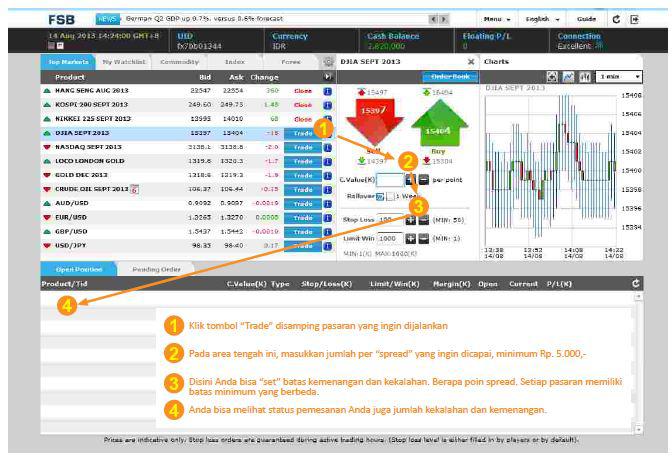 FSB NEWS German Q2 GDP up 0.7%, versus 0.6% forecast Menu English Guide
14 Aug 2013 14:24:00 GMT+8 UID Currency Cash Balance Floating P/L Connection
fx7bb01344 IDR 2,820,000 0 Excellent
Top Markets My Watchlist Commodity Index Forex DJIA SEPT 2013 Charts
Product Bid Ask Change Order Book 1 min
HANG SENG AUG 2013 22547 22554 Close
KOSPI 200 SEPT 2013 249.60 249.75 1.45 Close
NIKKEI 225 SEPT 2013 13995 14010 Close
DJIA SEPT 2013 15397 15404 -15 Trade
NASDAQ SEPT 2013 3138.1 3138.8 -2.0 Trade
LOCO LONDON GOLD 1319.6 1320.3 -1.7 Trade
GOLD DEC 2013 1318.6 1319.3 -1.9 Trade
CRUDE OIL SEPT 2013 106.37 106.44 -0.15 Trade
AUD/USD 0.9092 0.9097 -0.0019 Trade
EUR/USD 1.3265 1.3270 0.0008 Trade
GBP/USD 1.5437 1.5442 -0.0010 Trade
USD/JPY 98.35 98.40 0.17 Trade
15497 15494
15397 15404
Sell Buy
14397 15304
C.Value(K) per point
Rollover 1 Week
Stop Loss 1000 (MIN: 50)
Limit Win 1000 (MIN: 1)
MIN:1(K) MAX:1000(K)
DJIA SEPT 2013
15408
15406
15404
15402
15400
15398
15396
15394
13:38 13:52 14:08 14:22
14/08 14/08 14/08 14/08
1
2
3
4
Open Position Pending Order
Product/Tid C.Value(K) Type Stop/Loss(K) Limit/Win(K) Margin(K) Open Current P/L(K)
1 Klik tombol "Trade" disamping pasaran yang ingin dijalankan
2 Pada area tengah ini, masukkan jumlah per "spread" yang ingin dicapai, minimum Rp. 5.000,-
3 Disini Anda bisa "set" batas kemenangan dan kekalahan. Berapa poin spread. Setiap pasaran memiliki
batas minimum yang berbeda.
4 Anda bisa melihat status pemesanan Anda juga jumlah kekalahan dan kemenangan.
Prices are indicative only. Stop loss orders are guaranteed during active trading hours. (Stop loss level is either filled in by players or by default).